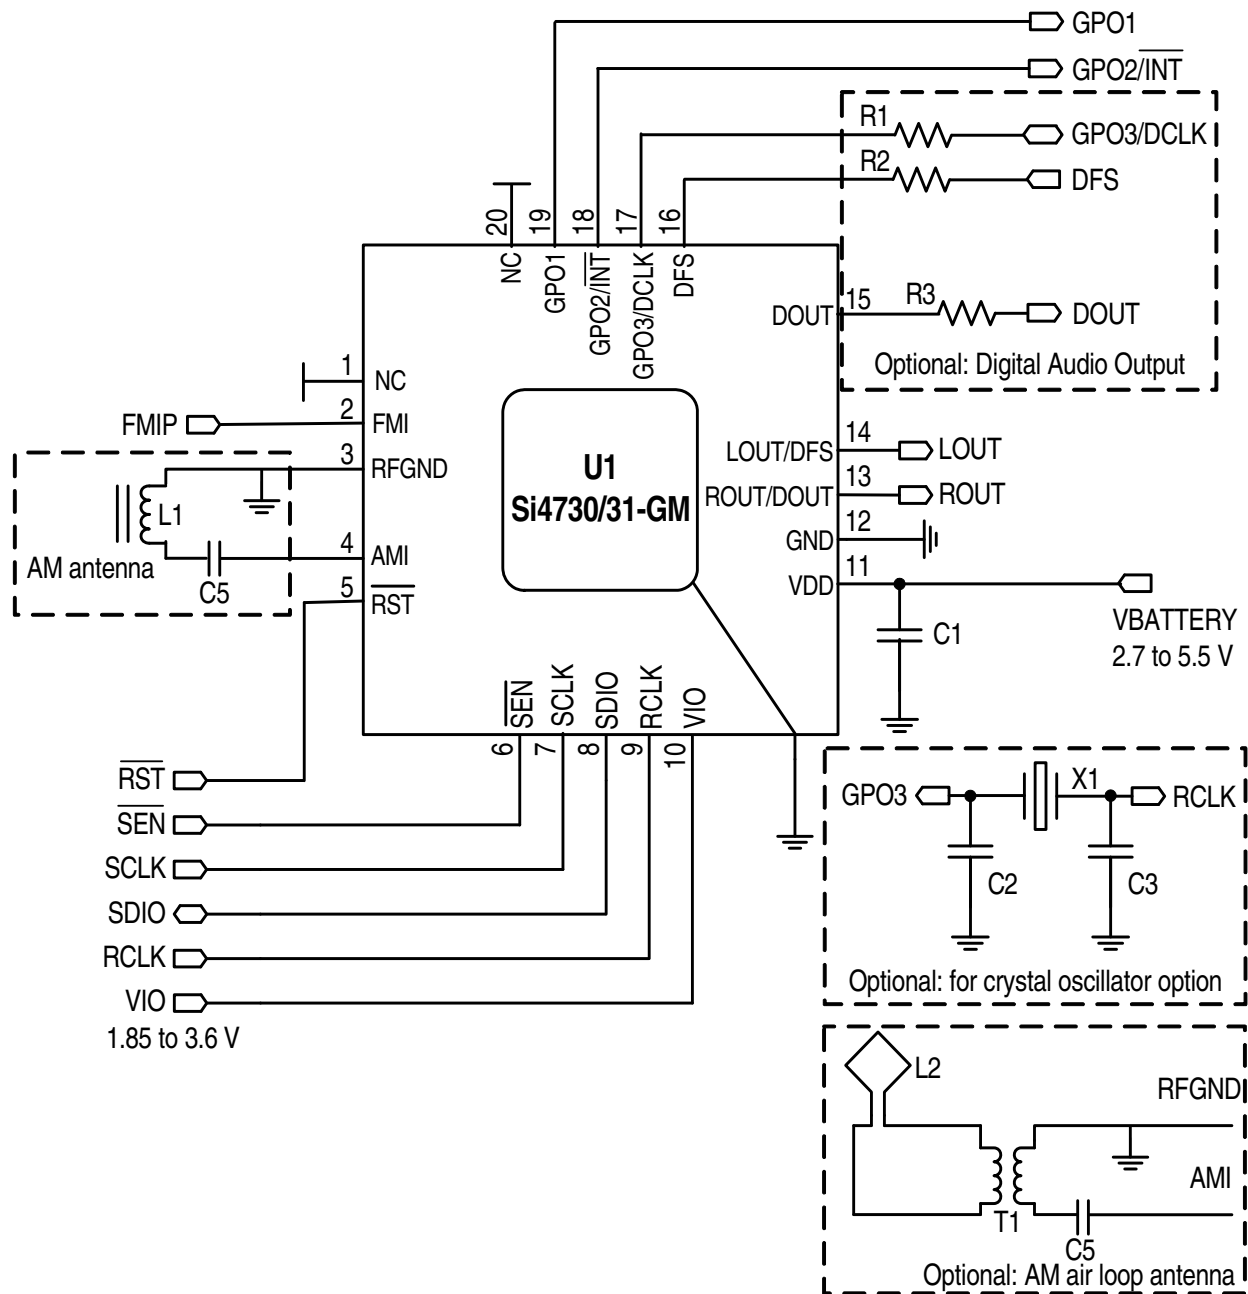 GPO1
GPO2/INT
R1
GPO3/DCLK
R2
DFS
20
19
18
17
16
NC
GPO1
GPO2/INT
GPO3/DCLK
DFS
DOUT
15
R3
DOUT
Optional: Digital Audio Output
1
NC
FMIP
2
FMI
3
RFGND
L1
AM antenna
C5
4
AMI
5
RST
U1
Si4730/31-GM
LOUT/DFS
14
LOUT
ROUT/DOUT
13
ROUT
GND
12
VDD
11
C1
VBATTERY
2.7 to 5.5 V
SEN
SCLK
SDIO
RCLK
VIO
6
7
8
9
10
RST
SEN
SCLK
SDIO
RCLK
VIO
1.85 to 3.6 V
GPO3
X1
RCLK
C2
C3
Optional: for crystal oscillator option
L2
RFGND
AMI
T1
C5
Optional: AM air loop antenna